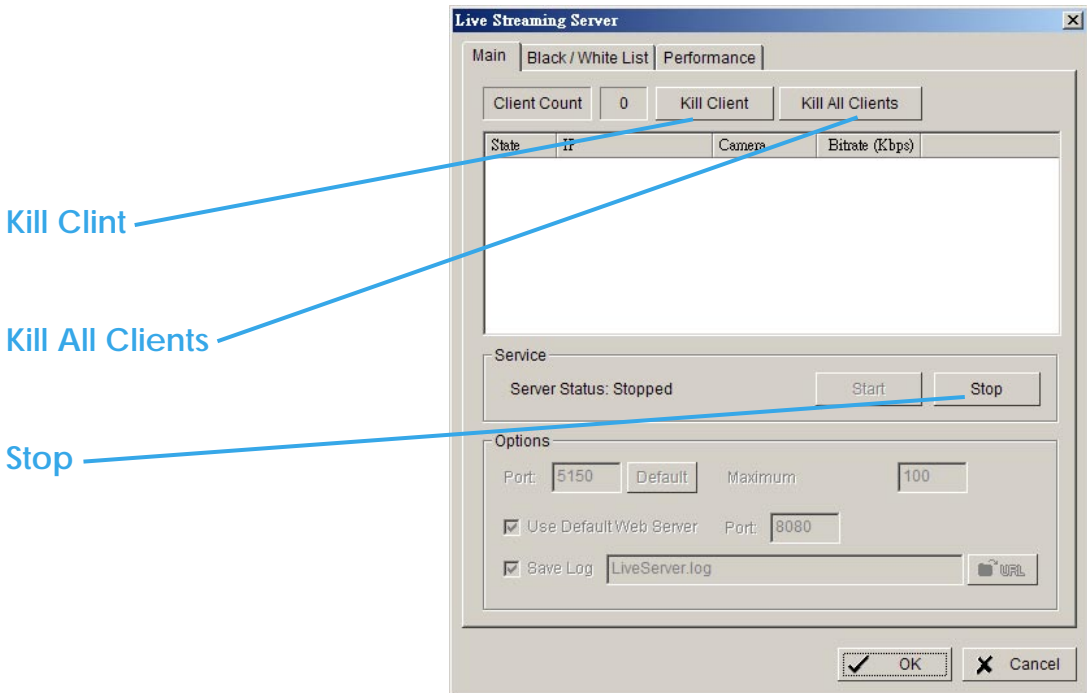 Live Streaming Server
Main Black / White List Performance
Client Count 0 Kill Client Kill All Clients
State IP Camera Bitrate (Kbps)
Kill Clint
Kill All Clients
Service
Server Status: Stopped Start Stop
Stop
Options
Port: 5150 Default Maximum 100
Use Default Web Server Port: 8080
Save Log LiveServer.log URL
OK Cancel